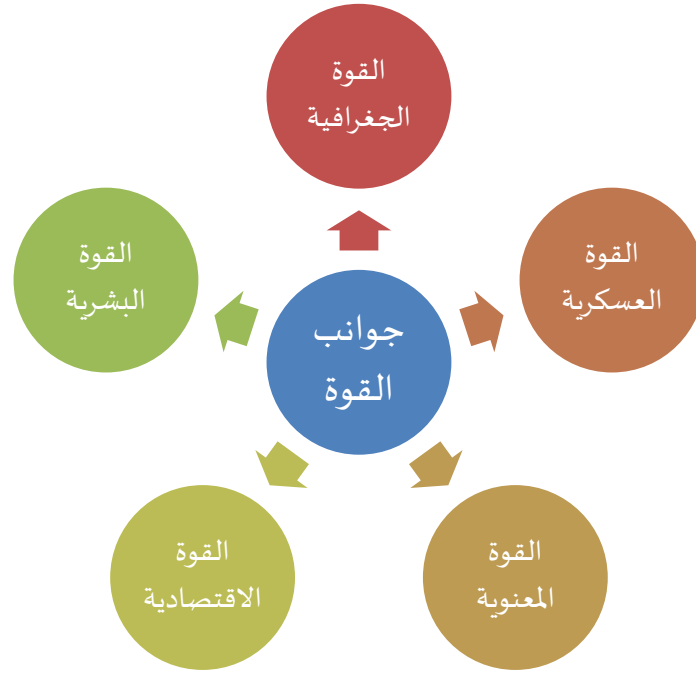 القوة
الجغرافية
القوة
العسكرية
القوة
البشرية
جوانب
القوة
القوة
المعنوية
القوة
الاقتصادية